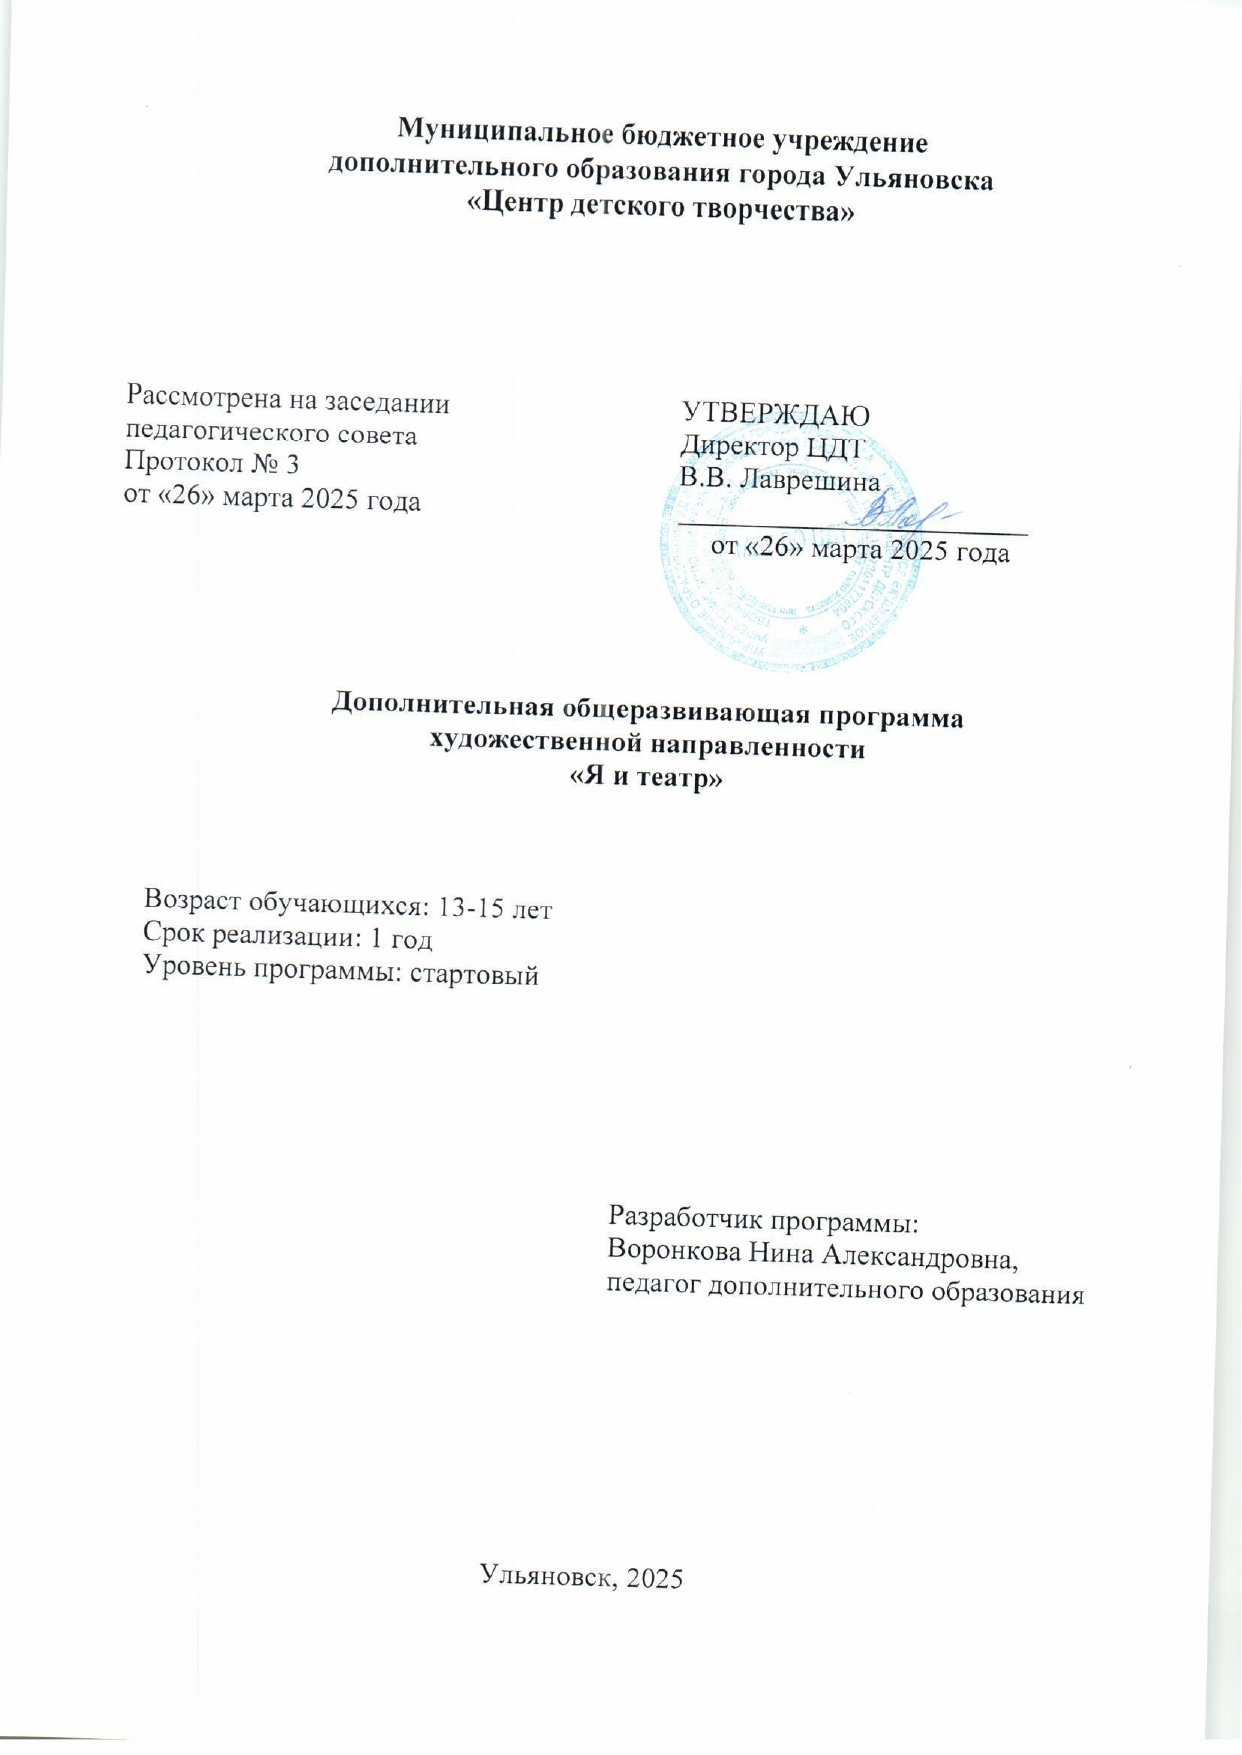 Муниципальное бюджетное учреждение
дополнительного образования города Ульяновска
«Центр детского творчества»
Рассмотрена на заседании
педагогического совета
Протокол № 3
от «26» марта 2025 года
УТВЕРЖДАЮ
Директор ЦДТ
В.В. Лаврешина
от «26» марта 2025 года
Дополнительная общеразвивающая программа
художественной направленности
«Я и театр»
Возраст обучающихся: 13-15 лет
Срок реализации: 1 год
Уровень программы: стартовый
Разработчик программы:
Воронкова Нина Александровна,
педагог дополнительного образования
Ульяновск, 2025